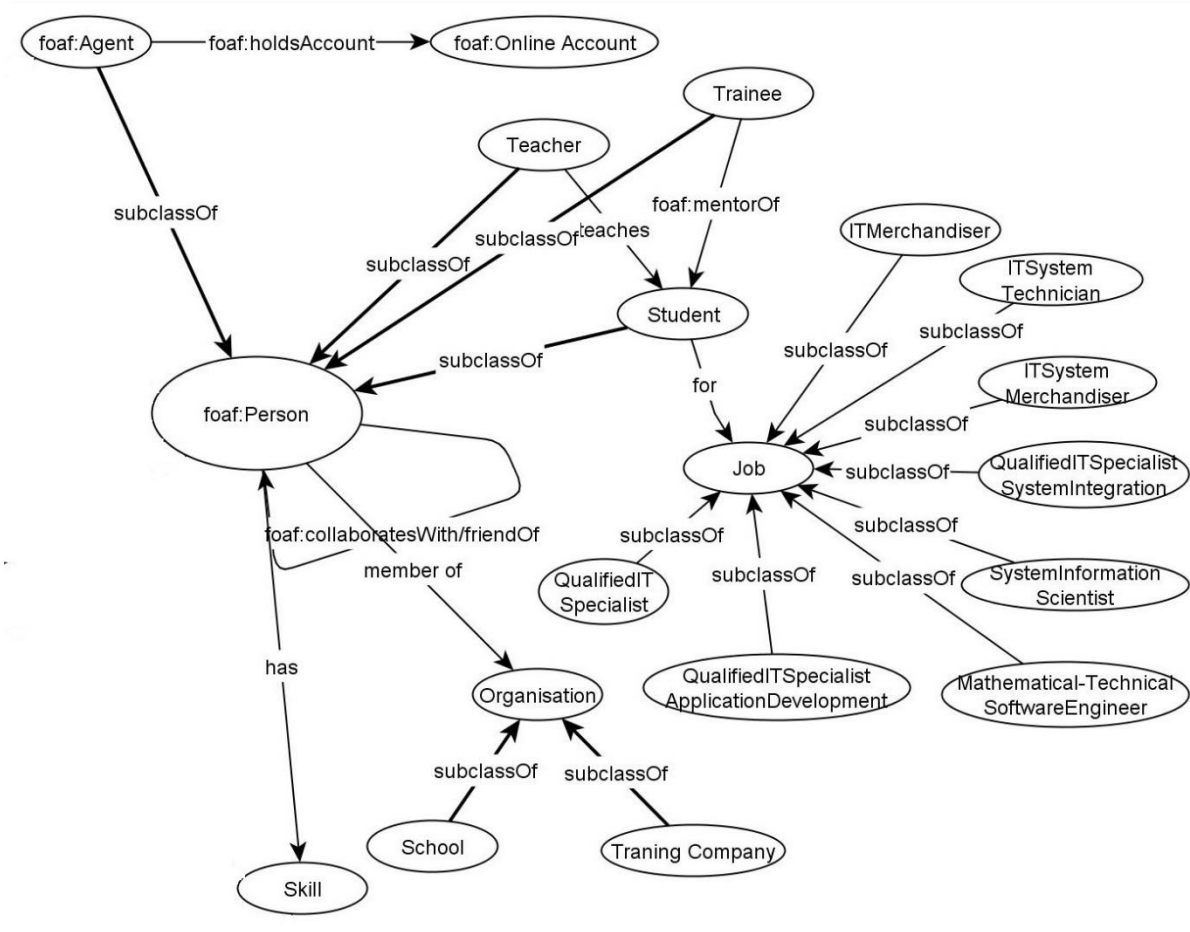 foaf:Agent
foaf:holdsAccount
foaf:Online Account
Trainee
Teacher
subclassOf
foaf:mentorOf
teaches
subclassOf
subclassOf
ITMerchandiser
ITSystem
Technician
Student
subclassOf
subclassOf
subclassOf
for
ITSystem
Merchandiser
foaf:Person
subclassOf
Job
subclassOf
QualifiedITSpecialist
SystemIntegration
foaf:collaboratesWith/friendOf
member of
subclassOf
subclassOf
QualifiedIT
Specialist
subclassOf
subclassOf
SystemInformation
Scientist
has
Organisation
QualifiedITSpecialist
ApplicationDevelopment
Mathematical-Technical
SoftwareEngineer
subclassOf
subclassOf
School
Traning Company
Skill